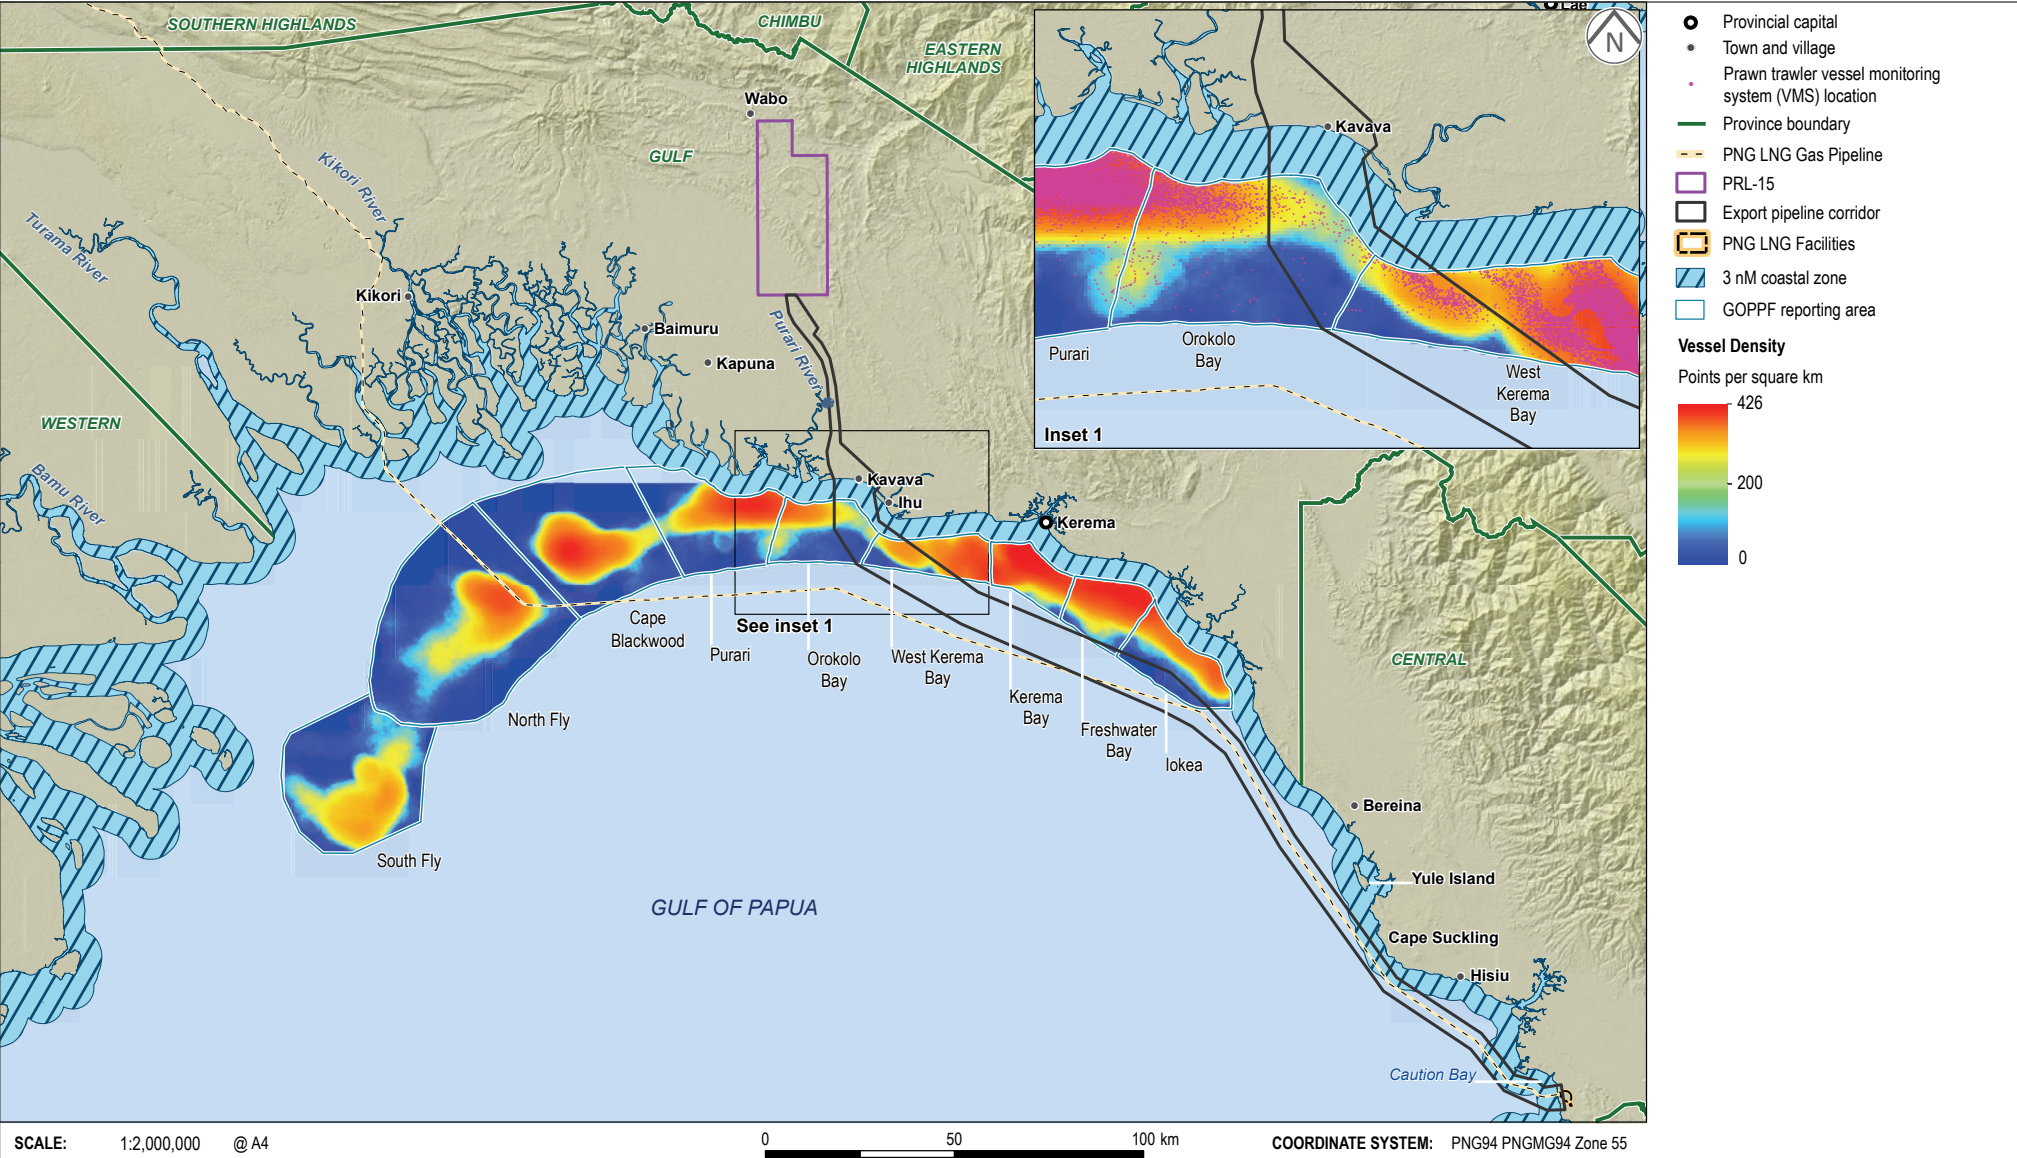 SOUTHERN HIGHLANDS
CHIMBU
EASTERN
HIGHLANDS
Lae
N
Wabo
GULF
Kikori River
Turama River
Kikori
Baimuru
Kapuna
Purari River
WESTERN
Bamu River
Kavava
Ihu
Kerema
Cape
Blackwood
Purari
See inset 1
Orokolo
Bay
West Kerema
Bay
Kerema
Bay
Freshwater
Bay
Iokea
North Fly
South Fly
GULF OF PAPUA
CENTRAL
Bereina
Yule Island
Cape Suckling
Hisiu
Caution Bay
Kavava
Purari
Orokolo
Bay
West
Kerema
Bay
Inset 1
Provincial capital
Town and village
Prawn trawler vessel monitoring
system (VMS) location
Province boundary
PNG LNG Gas Pipeline
PRL-15
Export pipeline corridor
PNG LNG Facilities
3 nM coastal zone
GOPPF reporting area
Vessel Density
Points per square km
426
200
0
SCALE: 1:2,000,000 @ A4
0 50 100 km
COORDINATE SYSTEM: PNG94 PNGMG94 Zone 55